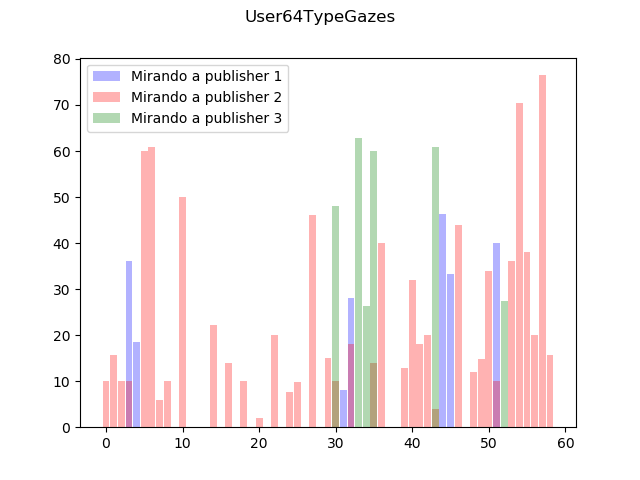 User64TypeGazes
80
70
60
50
40
30
20
10
0
Mirando a publisher 1
Mirando a publisher 2
Mirando a publisher 3
0 10 20 30 40 50 60